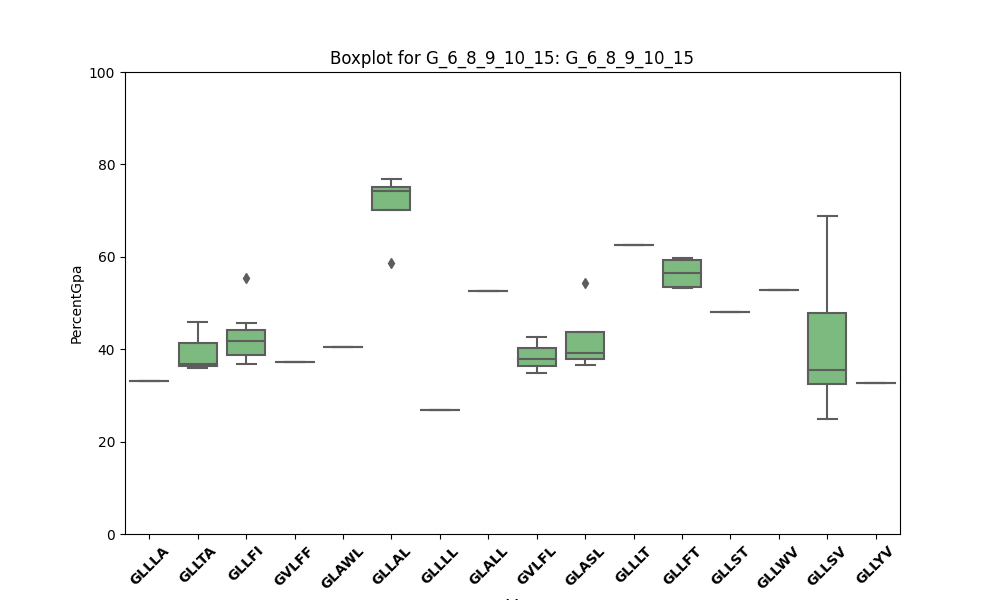 Boxplot for G_6_8_9_10_15: G_6_8_9_10_15
PercentGpa
100
80
60
40
20
0
GLLLA
GLLTA
GLLFI
GVLFF
GLAWL
GLLAL
GLLLL
GLALL
GVLFL
GLASL
GLLLT
GLLFT
GLLST
GLLWV
GLLSV
GLLYV